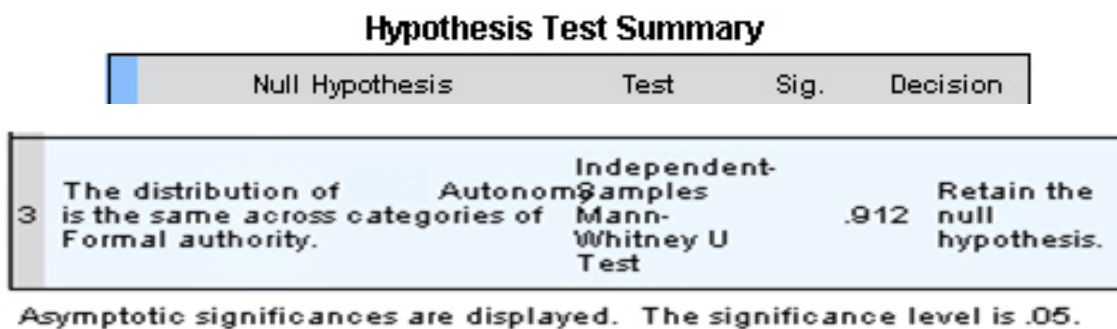 Hypothesis Test Summary
Null Hypothesis Test Sig. Decision
3
The distribution of Autonomy
is the same across categories of
Formal authority.
Independent-
Samples
Mann-
Whitney U
Test
.912
Retain the
null
hypothesis.
Asymptotic significances are displayed. The significance level is .05.